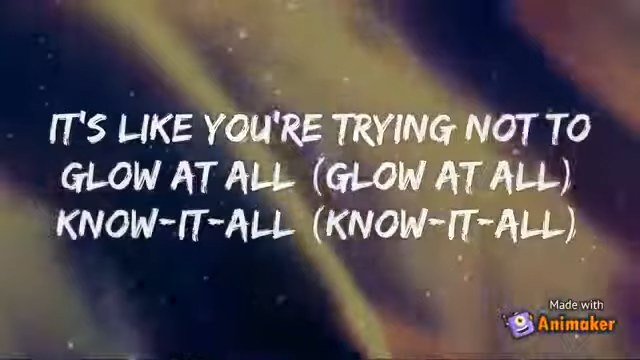 IT'S LIKE YOU'RE TRYING NOT TO
GLOW AT ALL (GLOW AT ALL)
KNOW-IT-ALL (KNOW-IT-ALL)
Made with
Animaker